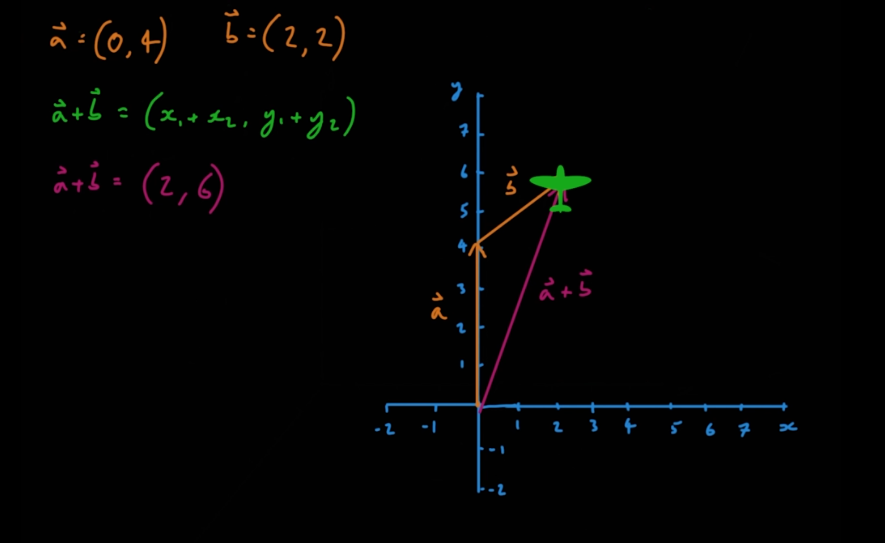 a⃗ = (0, 4) b⃗ = (2, 2)
a⃗ + b⃗ = (x₁ + x₂, y₁ + y₂)
a⃗ + b⃗ = (2, 6)
y
7
6
b⃗
5
4
3
a⃗ + b⃗
a⃗
2
1
-2 -1 1 2 3 4 5 6 7 x
-1
-2